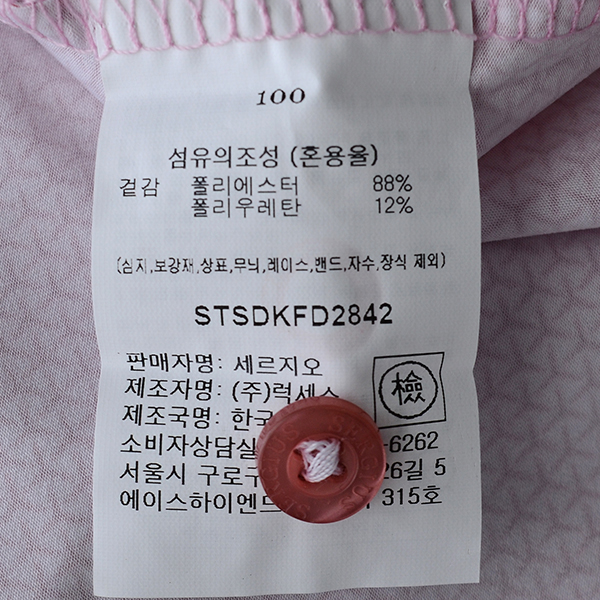 100
섬유의조성 (혼용율)
겉감 폴리에스터 88%
폴리우레탄 12%
(심지,보강재,상표,무늬,레이스,밴드,자수,장식 제외)
STSDKFD2842
판매자명: 세르지오
제조자명: (주)럭세스
제조국명: 한국
檢
소비자상담실 -6262
서울시 구로구 26길 5
에이스하이엔드 315호